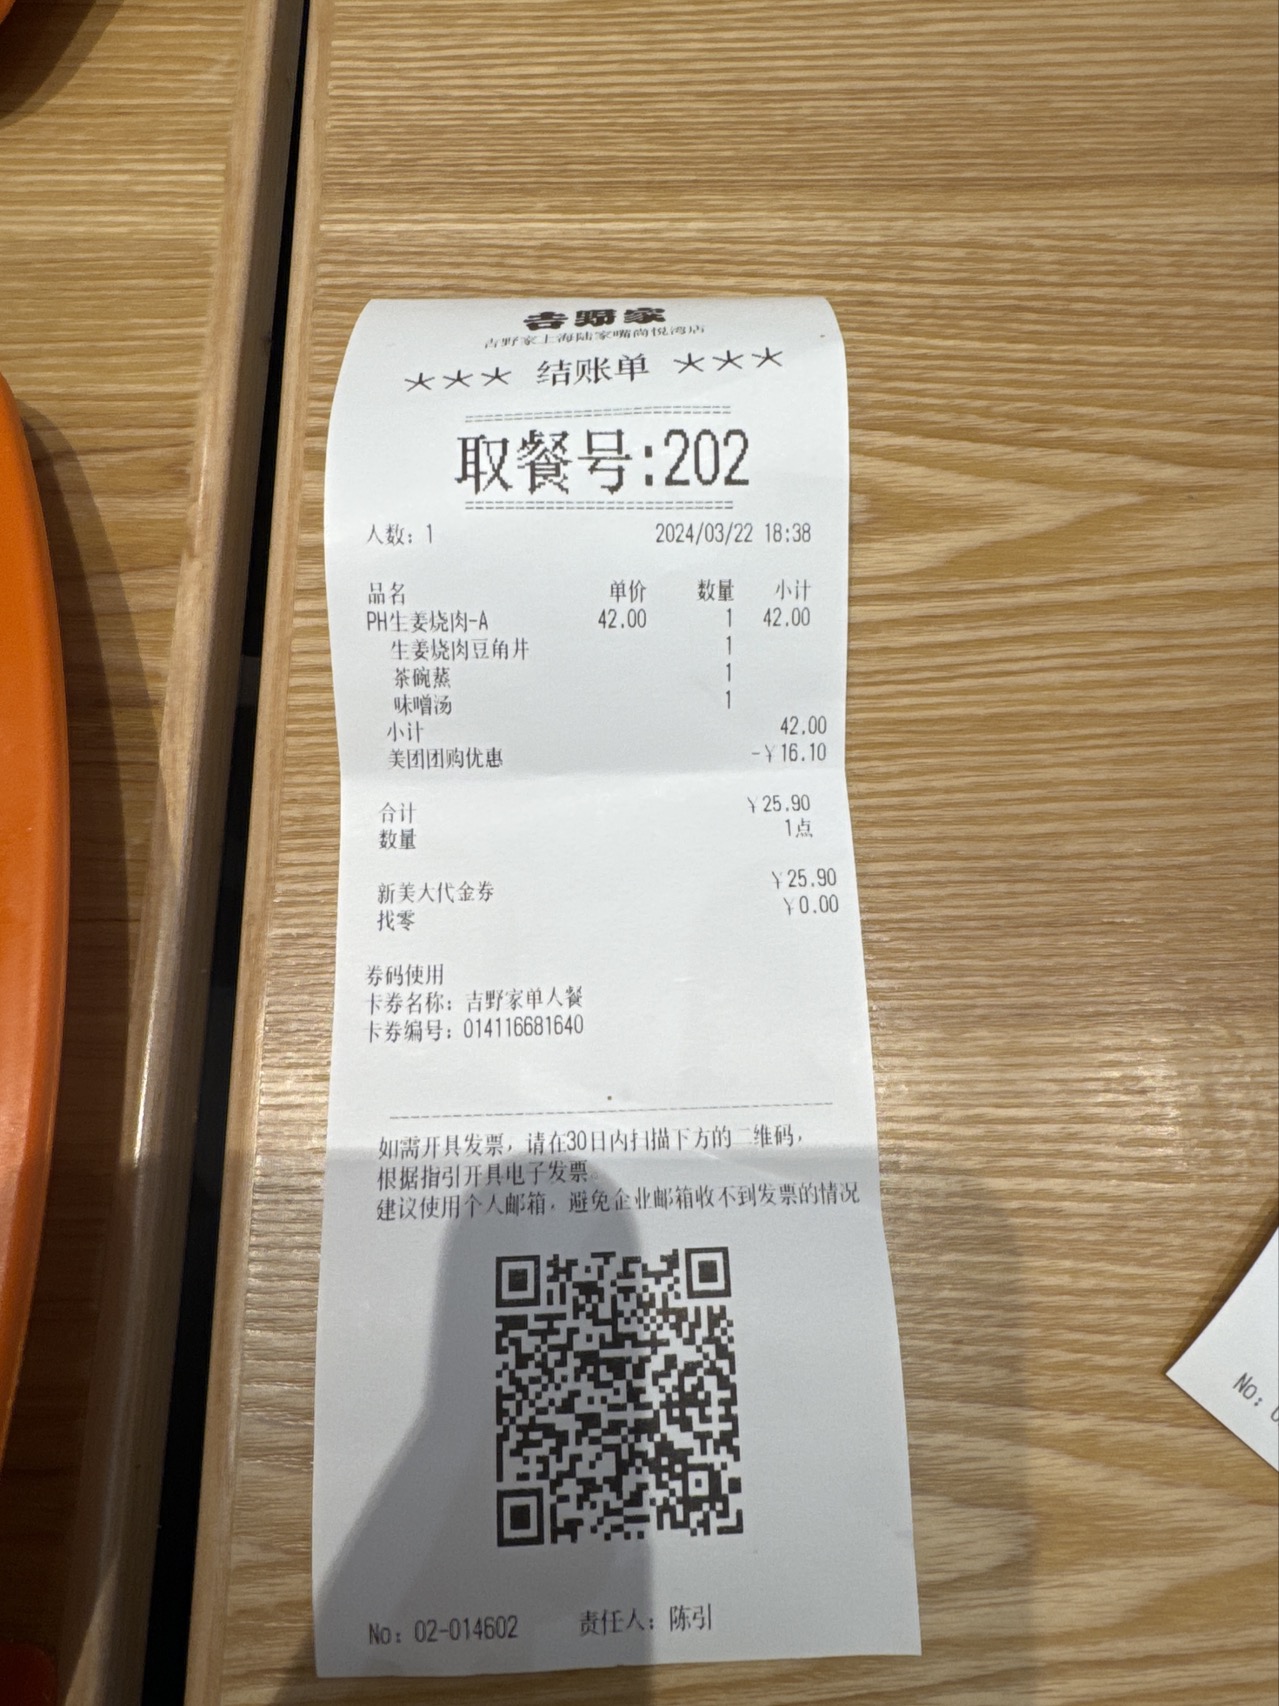 吉野家
吉野家上海陆家嘴尚悦湾店
*** 结账单 ***
==============================
取餐号:202
==============================
人数: 1 2024/03/22 18:38
品名 单价 数量 小计
PH生姜烧肉-A 42.00 1 42.00
生姜烧肉豆角丼 1
茶碗蒸 1
味噌汤 1
小计 42.00
美团团购优惠 -¥16.10
合计 ¥25.90
数量 1点
新美大代金券 ¥25.90
找零 ¥0.00
券码使用
卡券名称: 吉野家单人餐
卡券编号: 014116681640
如需开具发票, 请在30日内扫描下方的二维码,
根据指引开具电子发票。
建议使用个人邮箱, 避免企业邮箱收不到发票的情况
No: 02-014602 责任人: 陈引
No: